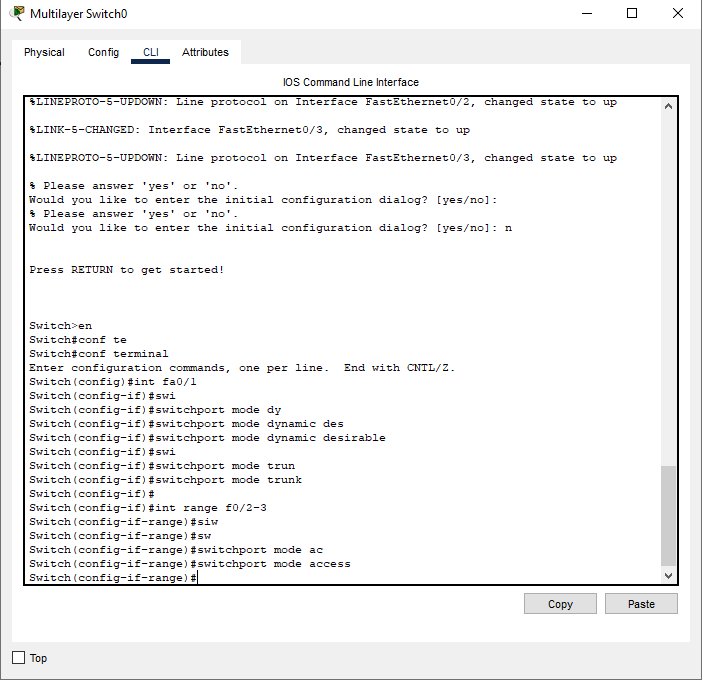 Multilayer Switch0
Physical Config CLI Attributes
IOS Command Line Interface
%LINEPROTO-5-UPDOWN: Line protocol on Interface FastEthernet0/2, changed state to up
%LINK-5-CHANGED: Interface FastEthernet0/3, changed state to up
%LINEPROTO-5-UPDOWN: Line protocol on Interface FastEthernet0/3, changed state to up
% Please answer 'yes' or 'no'.
Would you like to enter the initial configuration dialog? [yes/no]:
% Please answer 'yes' or 'no'.
Would you like to enter the initial configuration dialog? [yes/no]: n
Press RETURN to get started!
Switch>en
Switch#conf te
Switch#conf terminal
Enter configuration commands, one per line.  End with CNTL/Z.
Switch(config)#int fa0/1
Switch(config-if)#swi
Switch(config-if)#switchport mode dy
Switch(config-if)#switchport mode dynamic des
Switch(config-if)#switchport mode dynamic desirable
Switch(config-if)#swi
Switch(config-if)#switchport mode trun
Switch(config-if)#switchport mode trunk
Switch(config-if)#
Switch(config-if)#int range f0/2-3
Switch(config-if-range)#siw
Switch(config-if-range)#sw
Switch(config-if-range)#switchport mode ac
Switch(config-if-range)#switchport mode access
Switch(config-if-range)#
Copy Paste
Top